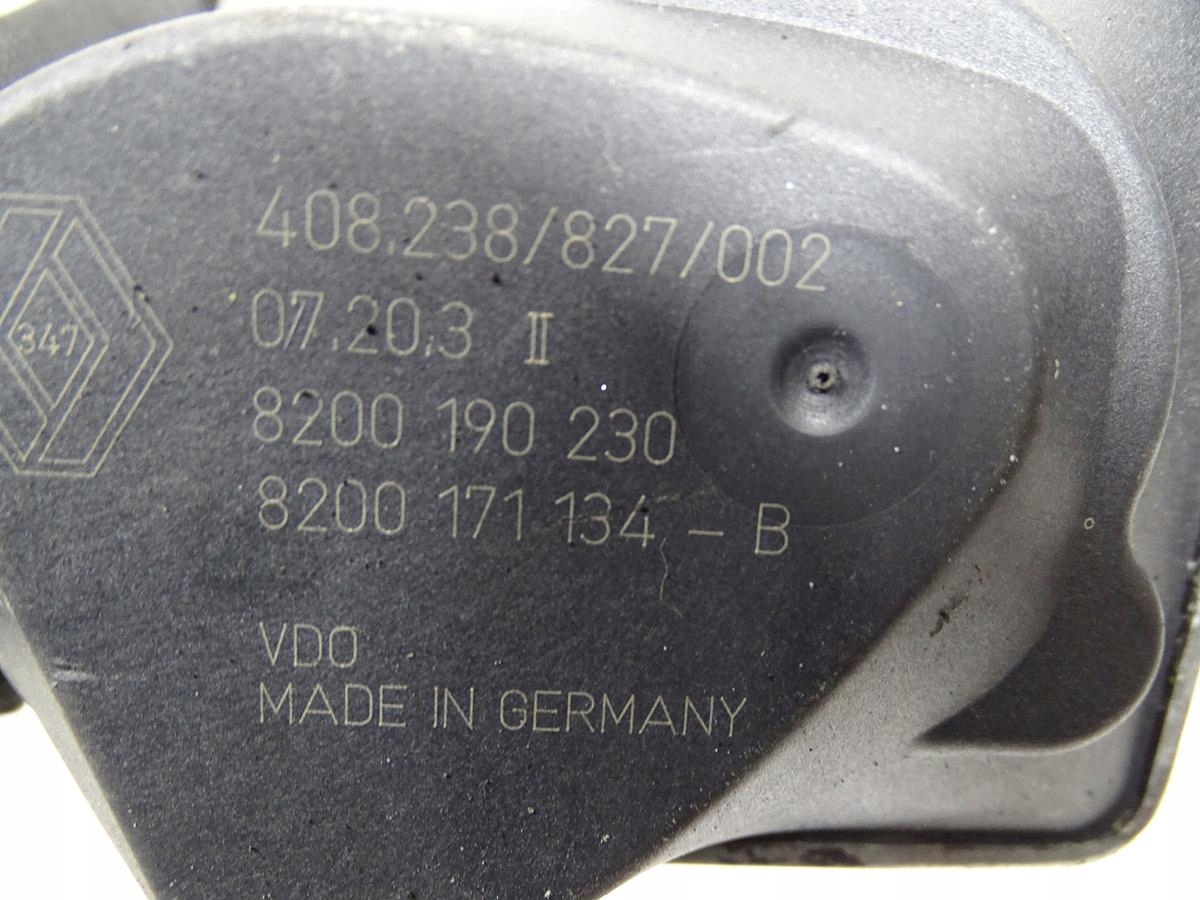 347
408.238/827/002
07.20.3 II
8200 190 230
8200 171 134 - B
VDO
MADE IN GERMANY